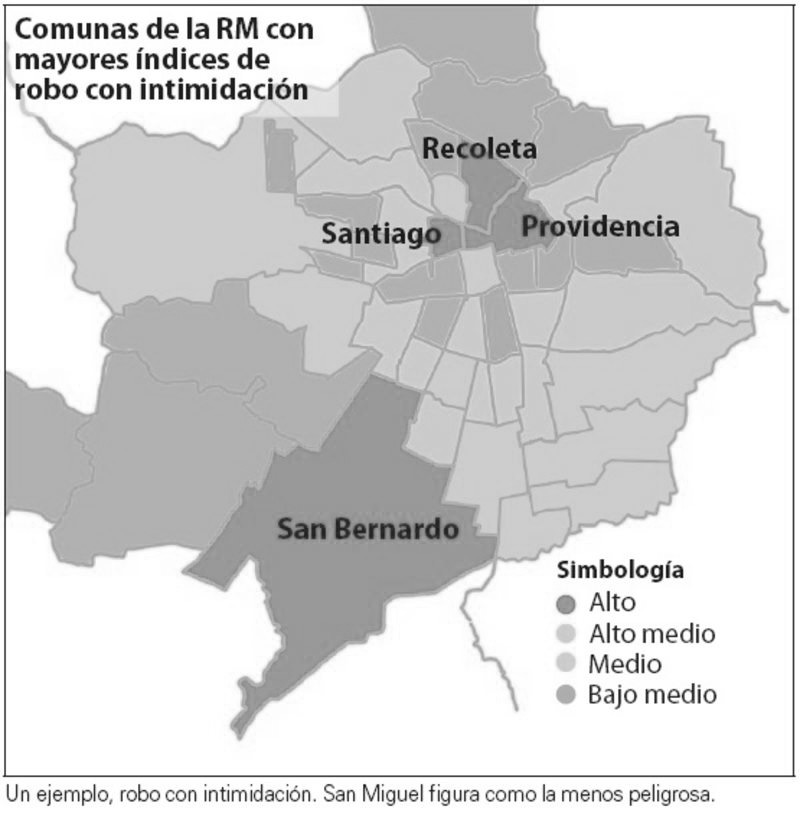 Comunas de la RM con
mayores índices de
robo con intimidación
Recoleta
Santiago
Providencia
San Bernardo
Simbología
Alto
Alto medio
Medio
Bajo medio
Un ejemplo, robo con intimidación. San Miguel figura como la menos peligrosa.